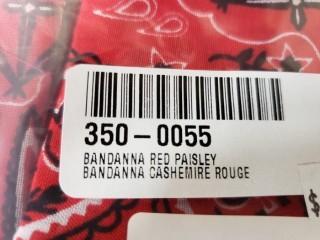 350-0055
BANDANNA RED PAISLEY
BANDANNA CASHEMIRE ROUGE